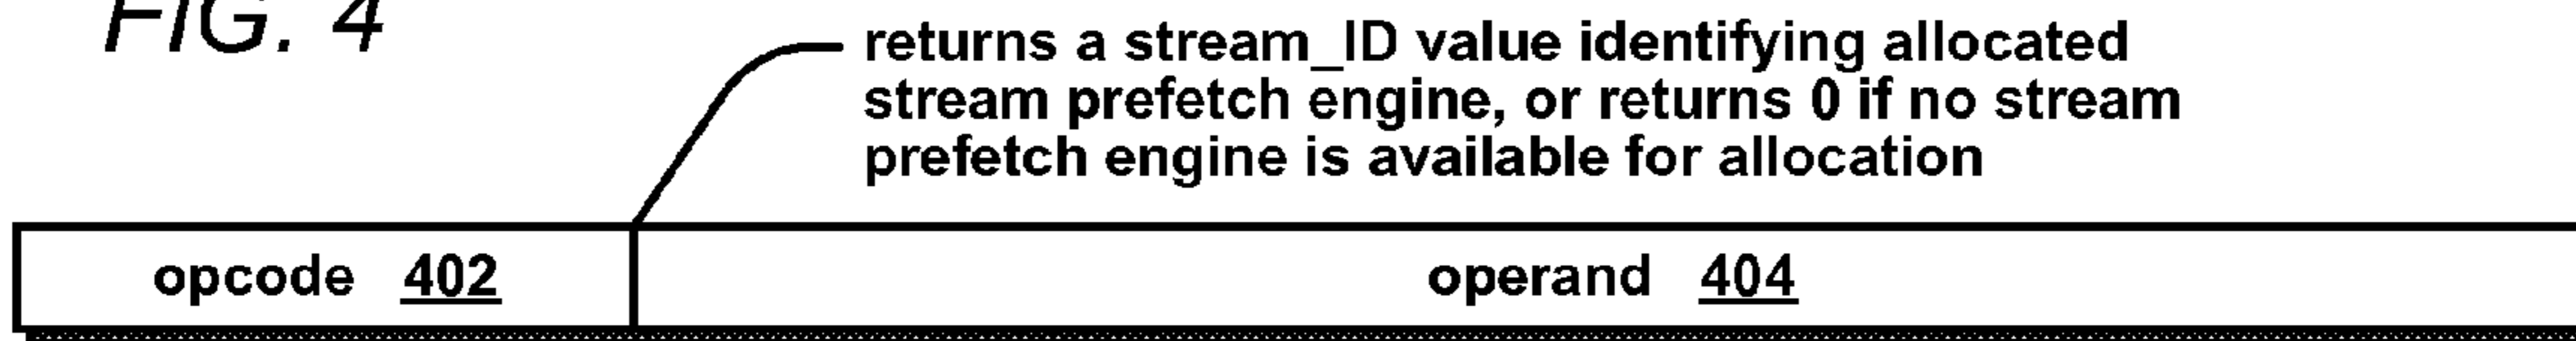 FIG. 4
returns a stream_ID value identifying allocated
stream prefetch engine, or returns 0 if no stream
prefetch engine is available for allocation
opcode 402 operand 404